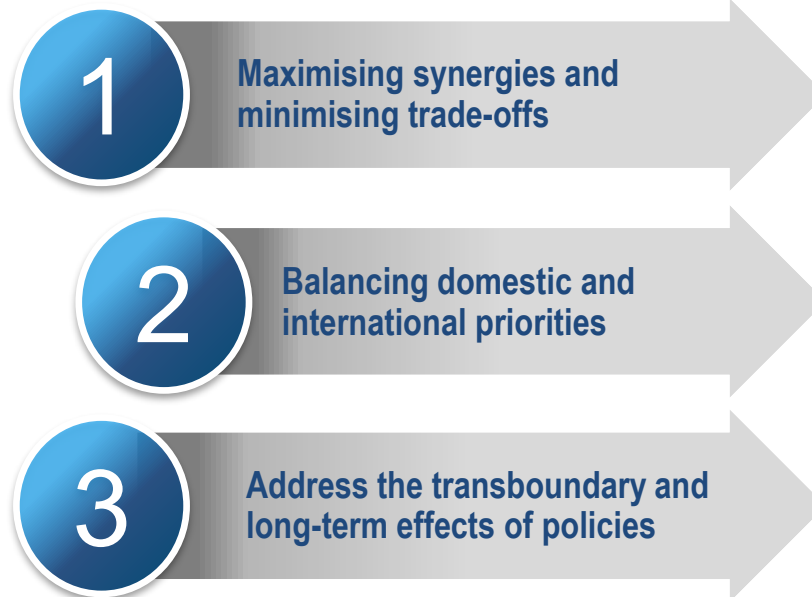 1
Maximising synergies and
minimising trade-offs
2
Balancing domestic and
international priorities
3
Address the transboundary and
long-term effects of policies